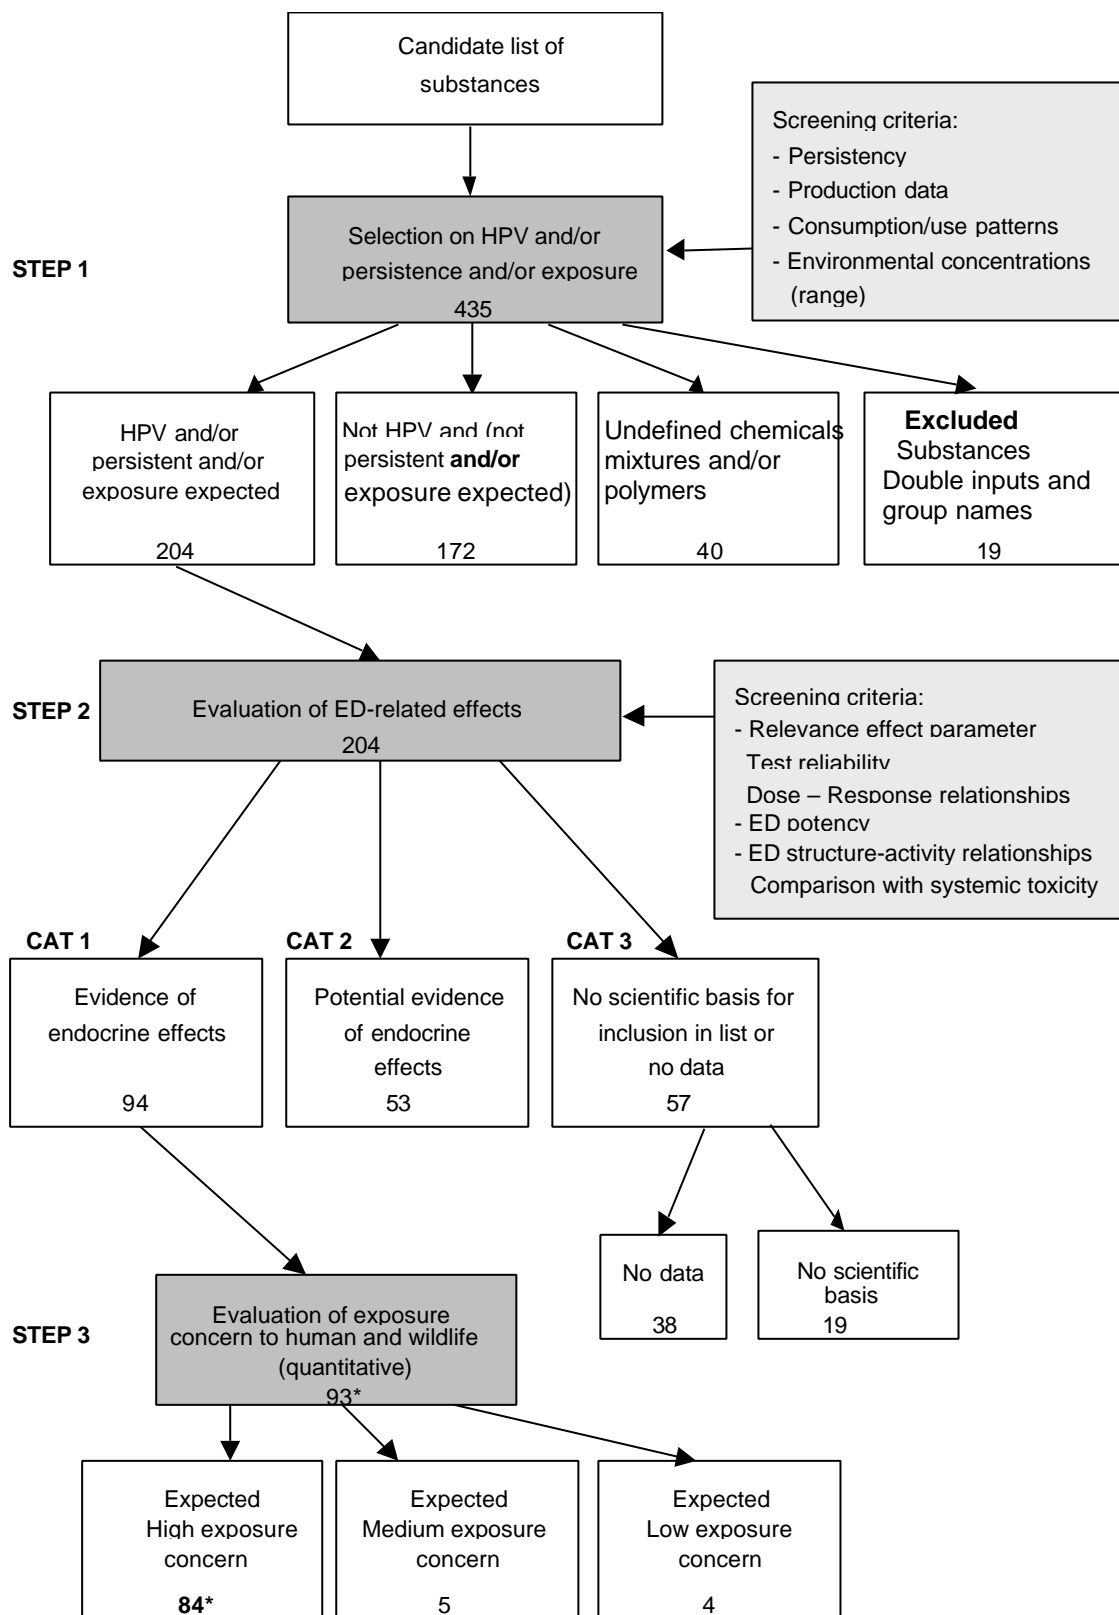 Candidate list of
substances
Screening criteria:
- Persistency
- Production data
- Consumption/use patterns
- Environmental concentrations
(range)
STEP 1
Selection on HPV and/or
persistence and/or exposure
435
HPV and/or
persistent and/or
exposure expected
204
Not HPV and (not
persistent and/or
exposure expected)
172
Undefined chemicals
mixtures and/or
polymers
40
Excluded
Substances
Double inputs and
group names
19
STEP 2
Evaluation of ED-related effects
204
Screening criteria:
- Relevance effect parameter
Test reliability
Dose – Response relationships
- ED potency
- ED structure-activity relationships
Comparison with systemic toxicity
CAT 1
Evidence of
endocrine effects
94
CAT 2
Potential evidence
of endocrine
effects
53
CAT 3
No scientific basis for
inclusion in list or
no data
57
No data
38
No scientific
basis
19
STEP 3
Evaluation of exposure
concern to human and wildlife
(quantitative)
93*
Expected
High exposure
concern
84*
Expected
Medium exposure
concern
5
Expected
Low exposure
concern
4